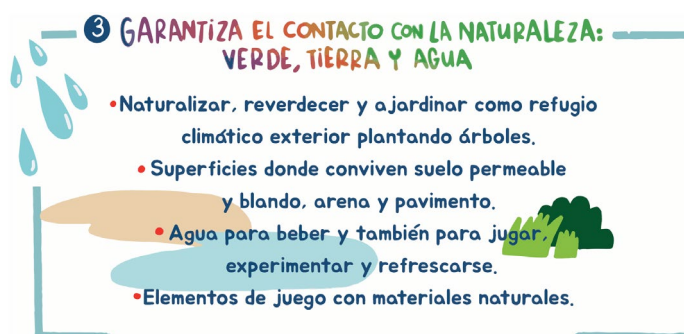 3 GARANTIZA EL CONTACTO CON LA NATURALEZA:
VERDE, TIERRA Y AGUA
•Naturalizar, reverdecer y ajardinar como refugio
climático exterior plantando árboles.
• Superficies donde conviven suelo permeable
y blando, arena y pavimento.
• Agua para beber y también para jugar,
experimentar y refrescarse.
•Elementos de juego con materiales naturales.